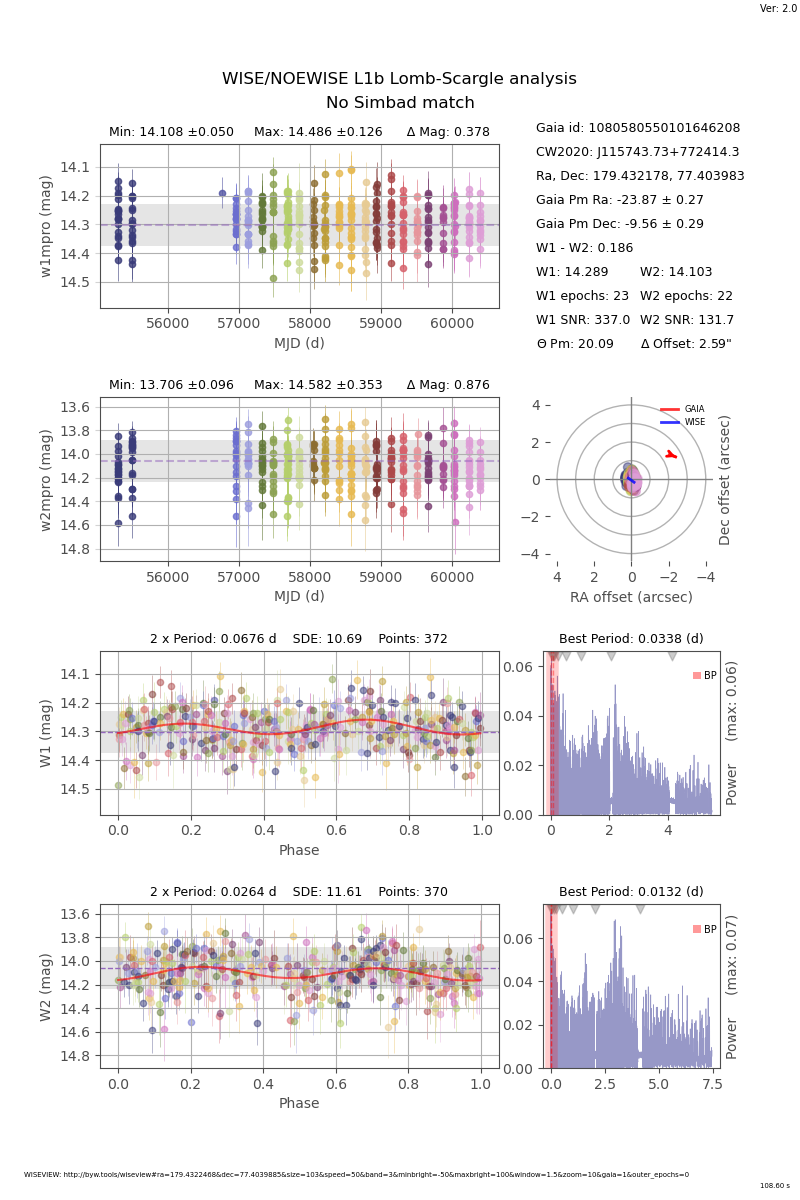 Ver: 2.0
WISE/NOEWISE L1b Lomb-Scargle analysis
No Simbad match
Min: 14.108 ±0.050 Max: 14.486 ±0.126 Δ Mag: 0.378
14.1
14.2
14.3
14.4
14.5
w1mpro (mag)
56000 57000 58000 59000 60000
MJD (d)
Gaia id: 1080580550101646208
CW2020: J115743.73+772414.3
Ra, Dec: 179.432178, 77.403983
Gaia Pm Ra: -23.87 ± 0.27
Gaia Pm Dec: -9.56 ± 0.29
W1 - W2: 0.186
W1: 14.289 W2: 14.103
W1 epochs: 23 W2 epochs: 22
W1 SNR: 337.0 W2 SNR: 131.7
Θ Pm: 20.09 Δ Offset: 2.59"
Min: 13.706 ±0.096 Max: 14.582 ±0.353 Δ Mag: 0.876
13.6
13.8
14.0
14.2
14.4
14.6
14.8
w2mpro (mag)
56000 57000 58000 59000 60000
MJD (d)
GAIA
WISE
4
2
0
−2
−4
4 2 0 −2 −4
RA offset (arcsec)
Dec offset (arcsec)
2 x Period: 0.0676 d SDE: 10.69 Points: 372
14.1
14.2
14.3
14.4
14.5
W1 (mag)
0.0 0.2 0.4 0.6 0.8 1.0
Phase
Best Period: 0.0338 (d)
BP
0.06
0.04
0.02
0.00
0 2 4
Power (max: 0.06)
2 x Period: 0.0264 d SDE: 11.61 Points: 370
13.6
13.8
14.0
14.2
14.4
14.6
14.8
W2 (mag)
0.0 0.2 0.4 0.6 0.8 1.0
Phase
Best Period: 0.0132 (d)
BP
0.06
0.04
0.02
0.00
0.0 2.5 5.0 7.5
Power (max: 0.07)
WISEVIEW: http://byw.tools/wiseview#ra=179.4322468&dec=77.4039885&size=103&speed=50&band=3&minbright=-50&maxbright=100&window=1.5&zoom=10&gaia=1&outer_epochs=0
108.60 s